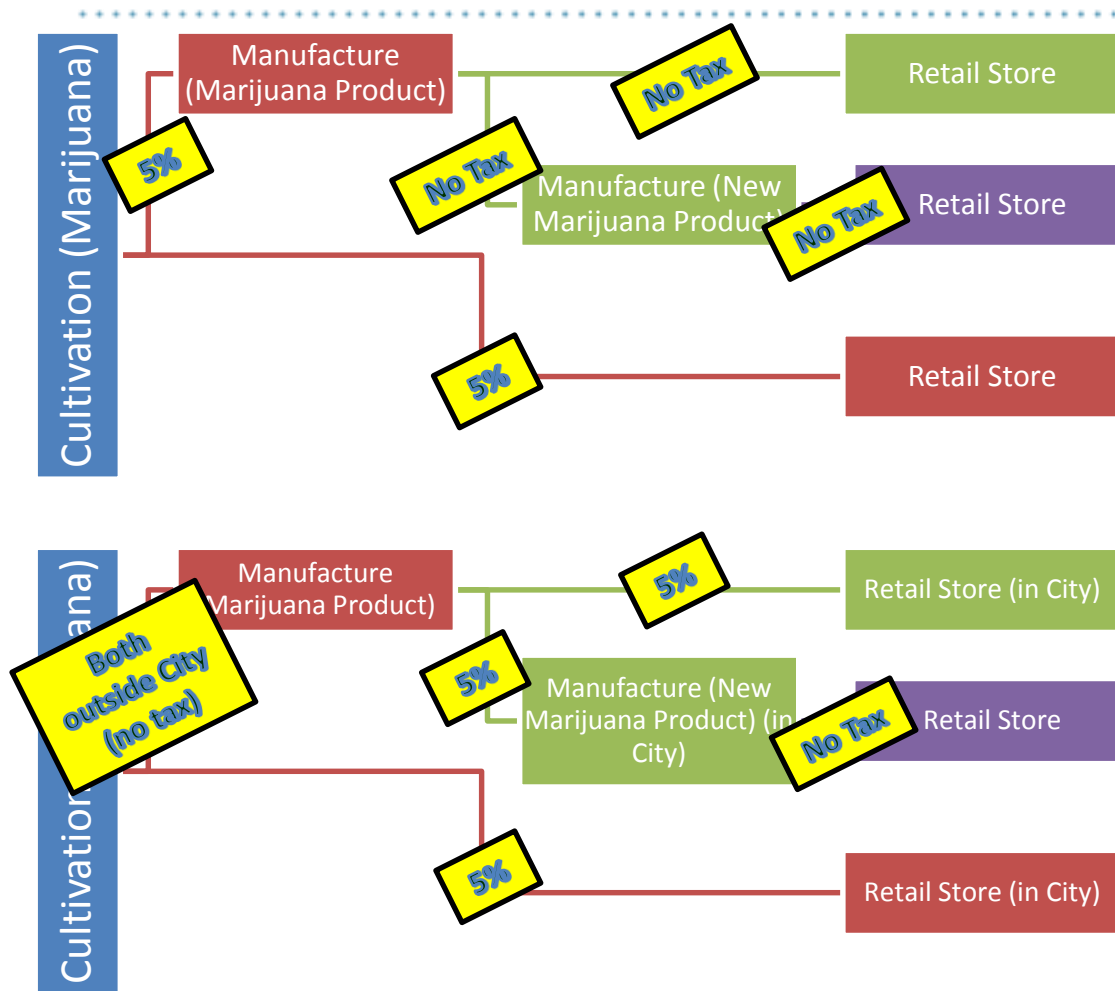 Cultivation (Marijuana)
Manufacture
(Marijuana Product)
5%
No Tax
Retail Store
No Tax
Manufacture (New
Marijuana Product)
No Tax
Retail Store
5%
Retail Store
Cultivation
ana)
Both
outside City
(no tax)
Manufacture
Marijuana Product)
5%
Retail Store (in City)
5%
Manufacture (New
Marijuana Product) (in
City)
No Tax
Retail Store
5%
Retail Store (in City)